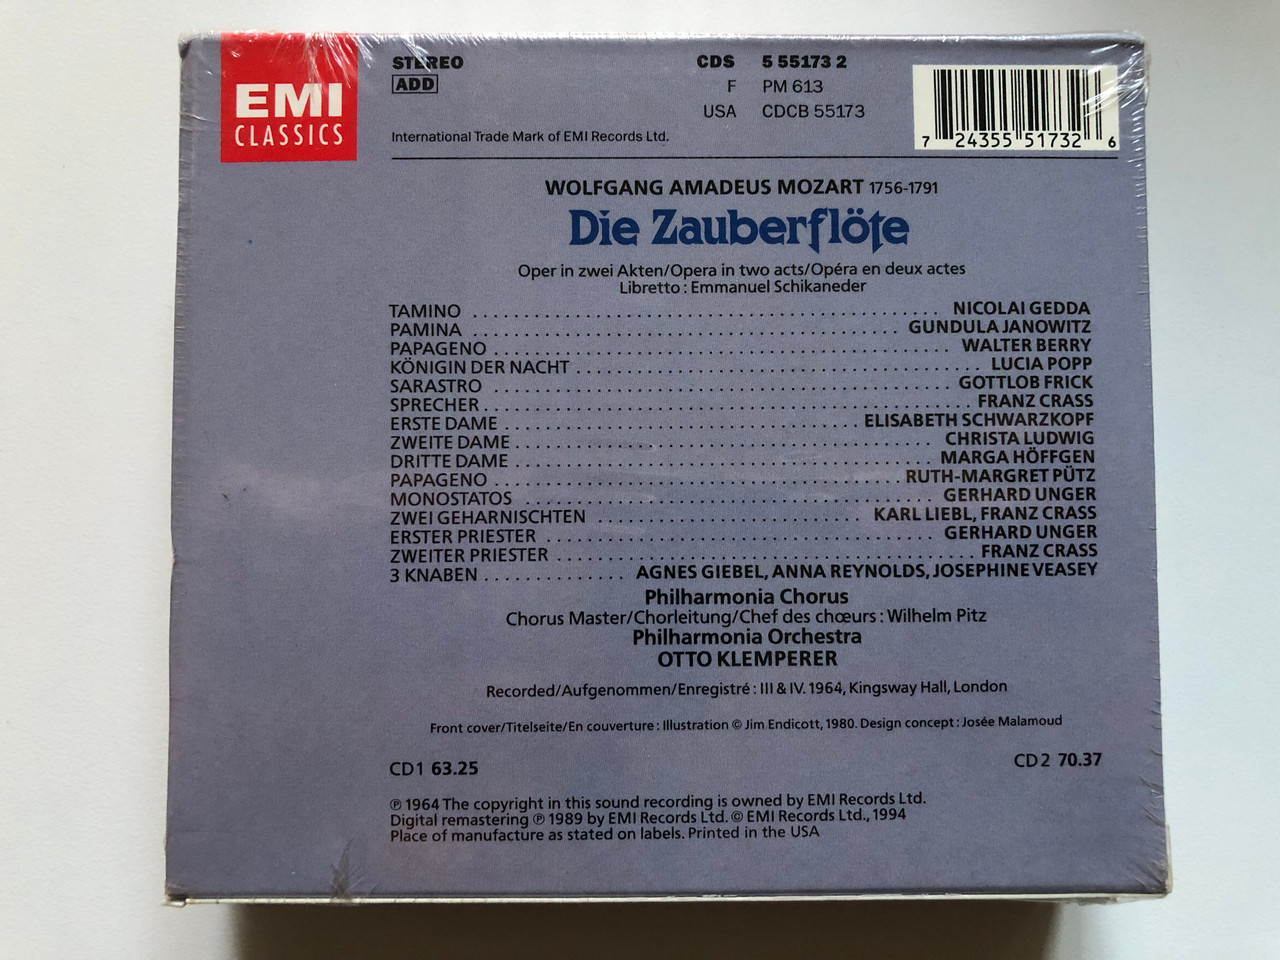 EMI
CLASSICS
STEREO
ADD
International Trade Mark of EMI Records Ltd.
CDS 5 55173 2
F PM 613
USA CDCB 55173
7 24355 51732 6
WOLFGANG AMADEUS MOZART 1756-1791
Die Zauberflöte
Oper in zwei Akten/Opera in two acts/Opéra en deux actes
Libretto : Emmanuel Schikaneder
TAMINO ........ NICOLAI GEDDA
PAMINA ........ GUNDULA JANOWITZ
PAPAGENO ........ WALTER BERRY
KÖNIGIN DER NACHT ........ LUCIA POPP
SARASTRO ........ GOTTLOB FRICK
SPRECHER ........ FRANZ CRASS
ERSTE DAME ........ ELISABETH SCHWARZKOPF
ZWEITE DAME ........ CHRISTA LUDWIG
DRITTE DAME ........ MARGA HÖFFGEN
PAPAGENO ........ RUTH-MARGRET PÜTZ
MONOSTATOS ........ GERHARD UNGER
ZWEI GEHARNISCHTEN ........ KARL LIEBL, FRANZ CRASS
ERSTER PRIESTER ........ GERHARD UNGER
ZWEITER PRIESTER ........ FRANZ CRASS
3 KNABEN ........ AGNES GIEBEL, ANNA REYNOLDS, JOSEPHINE VEASEY
Philharmonia Chorus
Chorus Master/Chorleitung/Chef des chœurs : Wilhelm Pitz
Philharmonia Orchestra
OTTO KLEMPERER
Recorded/Aufgenommen/Enregistré : III & IV. 1964, Kingsway Hall, London
Front cover/Titelseite/En couverture : Illustration © Jim Endicott, 1980. Design concept : Josée Malamoud
CD 1 63.25 CD 2 70.37
℗ 1964 The copyright in this sound recording is owned by EMI Records Ltd.
Digital remastering ℗ 1989 by EMI Records Ltd. © EMI Records Ltd., 1994
Place of manufacture as stated on labels. Printed in the USA